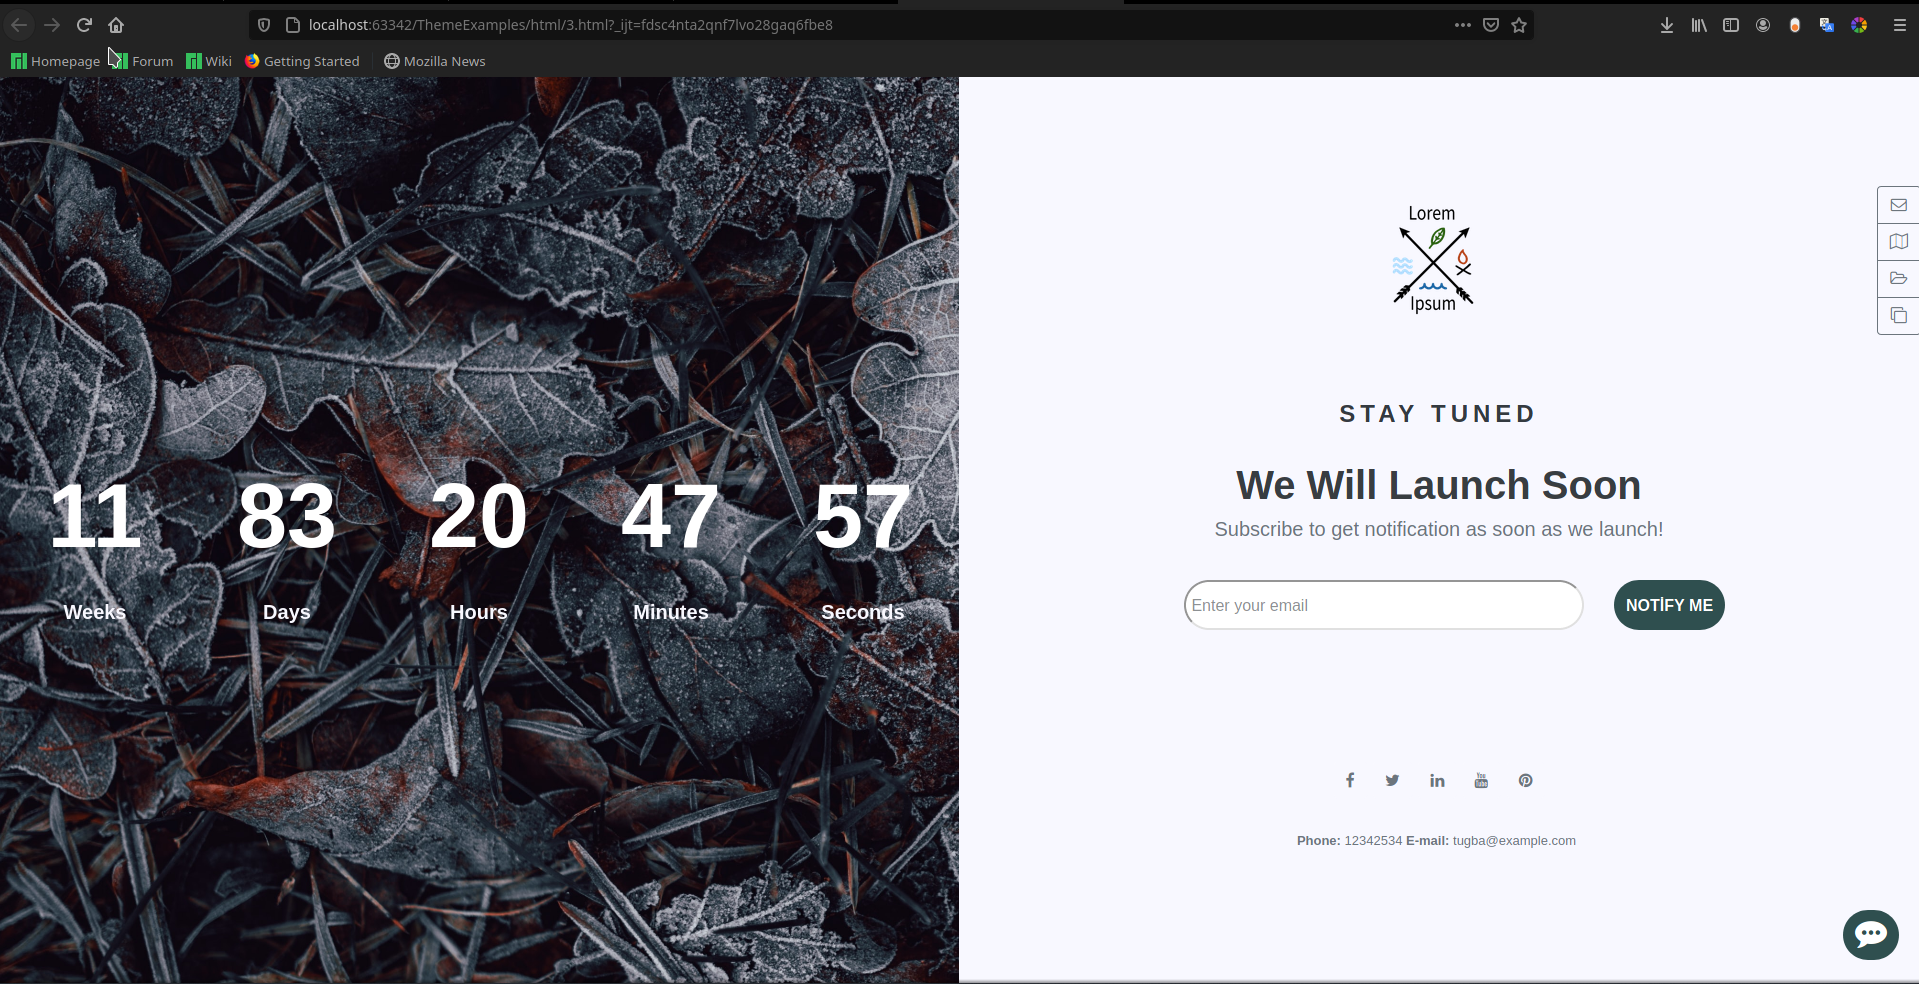 localhost:63342/ThemeExamples/html/3.html?_ijt=fdsc4nta2qnf7lvo28gaq6fbe8
Homepage Forum Wiki Getting Started Mozilla News
Lorem
Ipsum
STAY TUNED
We Will Launch Soon
Subscribe to get notification as soon as we launch!
Enter your email NOTİFY ME
11 83 20 47 57
Weeks Days Hours Minutes Seconds
You
Tube
Phone: 12342534 E-mail: tugba@example.com